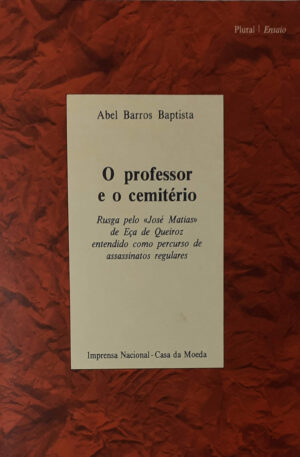 Plural | Ensaio
Abel Barros Baptista
O professor
e o cemitério
Rusga pelo «José Matias»
de Eça de Queiroz
entendido como percurso de
assassinatos regulares
Imprensa Nacional - Casa da Moeda